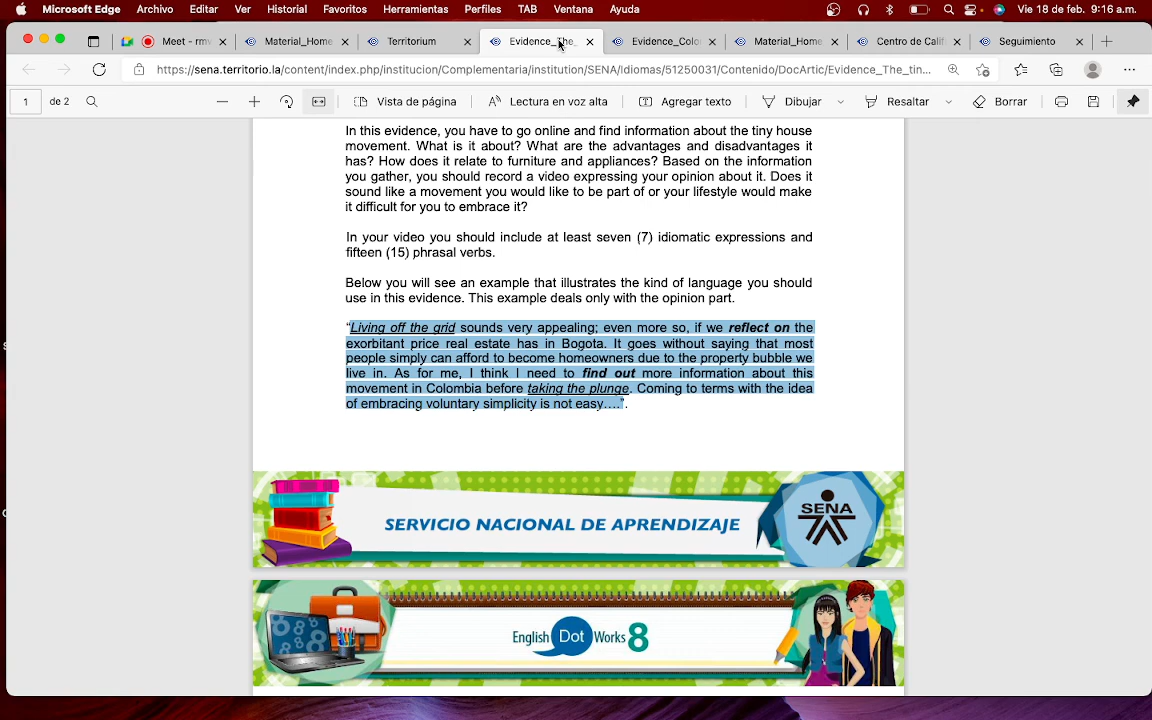 Microsoft Edge Archivo Editar Ver Historial Favoritos Herramientas Perfiles TAB Ventana Ayuda Vie 18 de feb. 9:16 a.m.
Meet - rmv Material_Home Territorium Evidence_The_ Evidence_Colo Material_Home Centro de Calif Seguimiento
https://sena.territorio.la/content/index.php/institucion/Complementaria/institution/SENA/Idiomas/51250031/Contenido/DocArtic/Evidence_The_tin...
1 de 2 Vista de página Lectura en voz alta Agregar texto Dibujar Resaltar Borrar
In this evidence, you have to go online and find information about the tiny house
movement. What is it about? What are the advantages and disadvantages it
has? How does it relate to furniture and appliances? Based on the information
you gather, you should record a video expressing your opinion about it. Does it
sound like a movement you would like to be part of or your lifestyle would make
it difficult for you to embrace it?
In your video you should include at least seven (7) idiomatic expressions and
fifteen (15) phrasal verbs.
Below you will see an example that illustrates the kind of language you should
use in this evidence. This example deals only with the opinion part.
“Living off the grid sounds very appealing; even more so, if we reflect on the
exorbitant price real estate has in Bogota. It goes without saying that most
people simply can afford to become homeowners due to the property bubble we
live in. As for me, I think I need to find out more information about this
movement in Colombia before taking the plunge. Coming to terms with the idea
of embracing voluntary simplicity is not easy….”.
SERVICIO NACIONAL DE APRENDIZAJE
SENA
English Dot Works 8